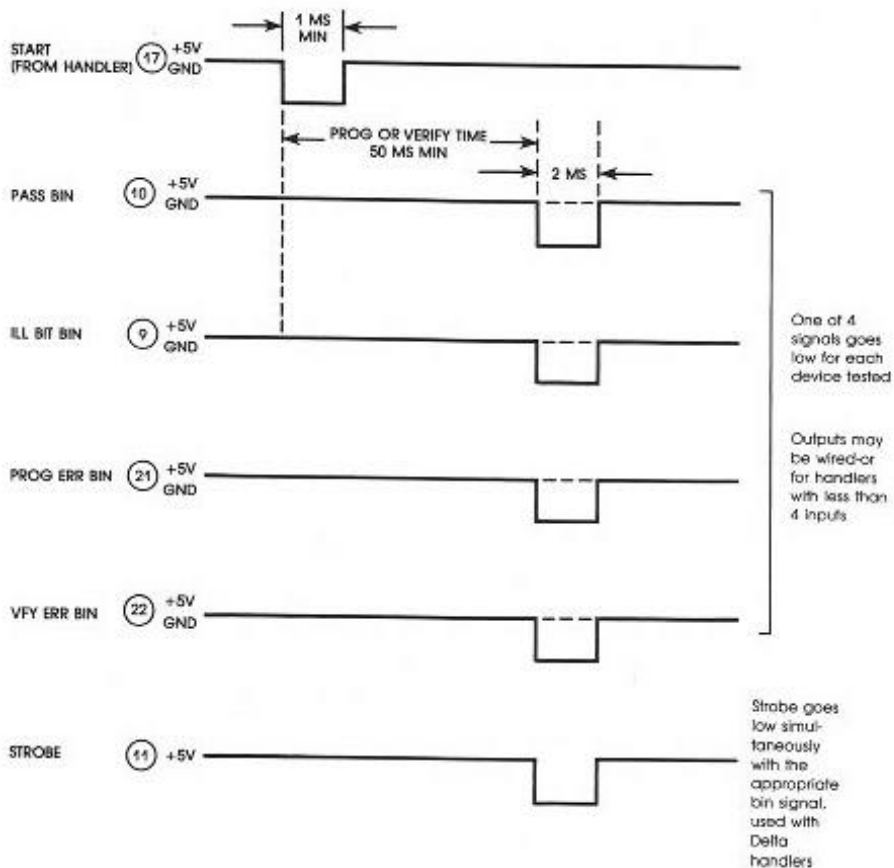 1 MS
MIN
START
(FROM HANDLER) 17 +5V
GND
PROG OR VERIFY TIME
50 MS MIN
2 MS
PASS BIN 10 +5V
GND
ILL BIT BIN 9 +5V
GND
One of 4
signals goes
low for each
device tested
Outputs may
be wired-or
for handlers
with less than
4 inputs
PROG ERR BIN 21 +5V
GND
VFY ERR BIN 22 +5V
GND
STROBE 11 +5V
Strobe goes
low simul-
taneously
with the
appropriate
bin signal,
used with
Delta
handlers